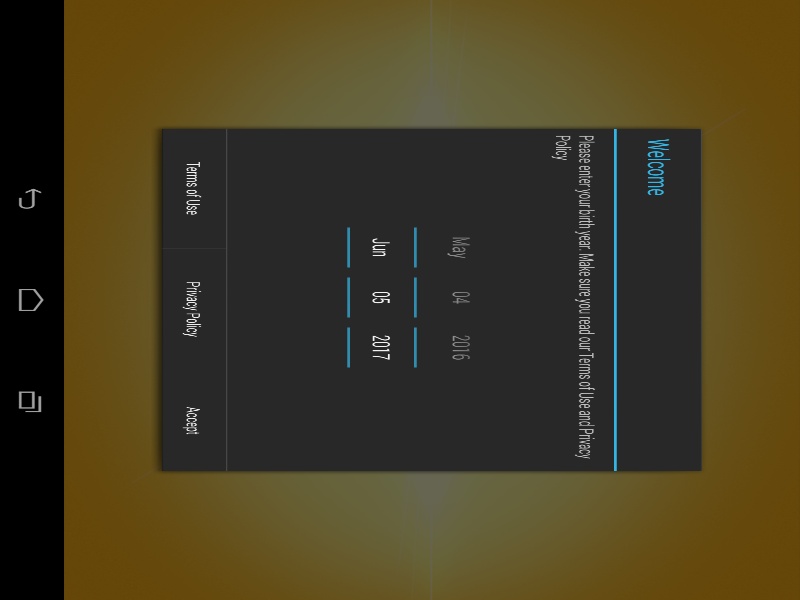 Welcome
Please enter your birth year. Make sure you read our Terms of Use and Privacy
Policy
May 04 2016
Jun 05 2017
Terms of Use Privacy Policy Accept